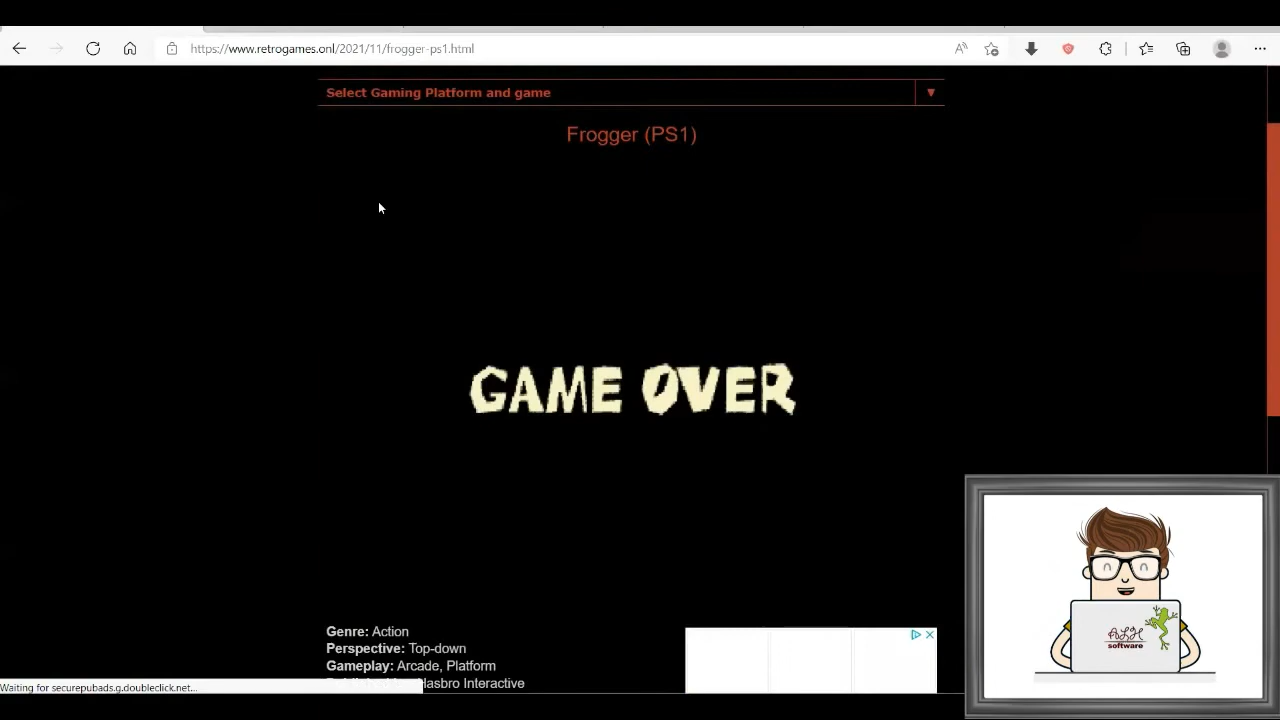 https://www.retrogames.onl/2021/11/frogger-ps1.html
Select Gaming Platform and game
Frogger (PS1)
GAME OVER
Genre: Action
Perspective: Top-down
Gameplay: Arcade, Platform
Hasbro Interactive
Waiting for securepubads.g.doubleclick.net...
ALH
software